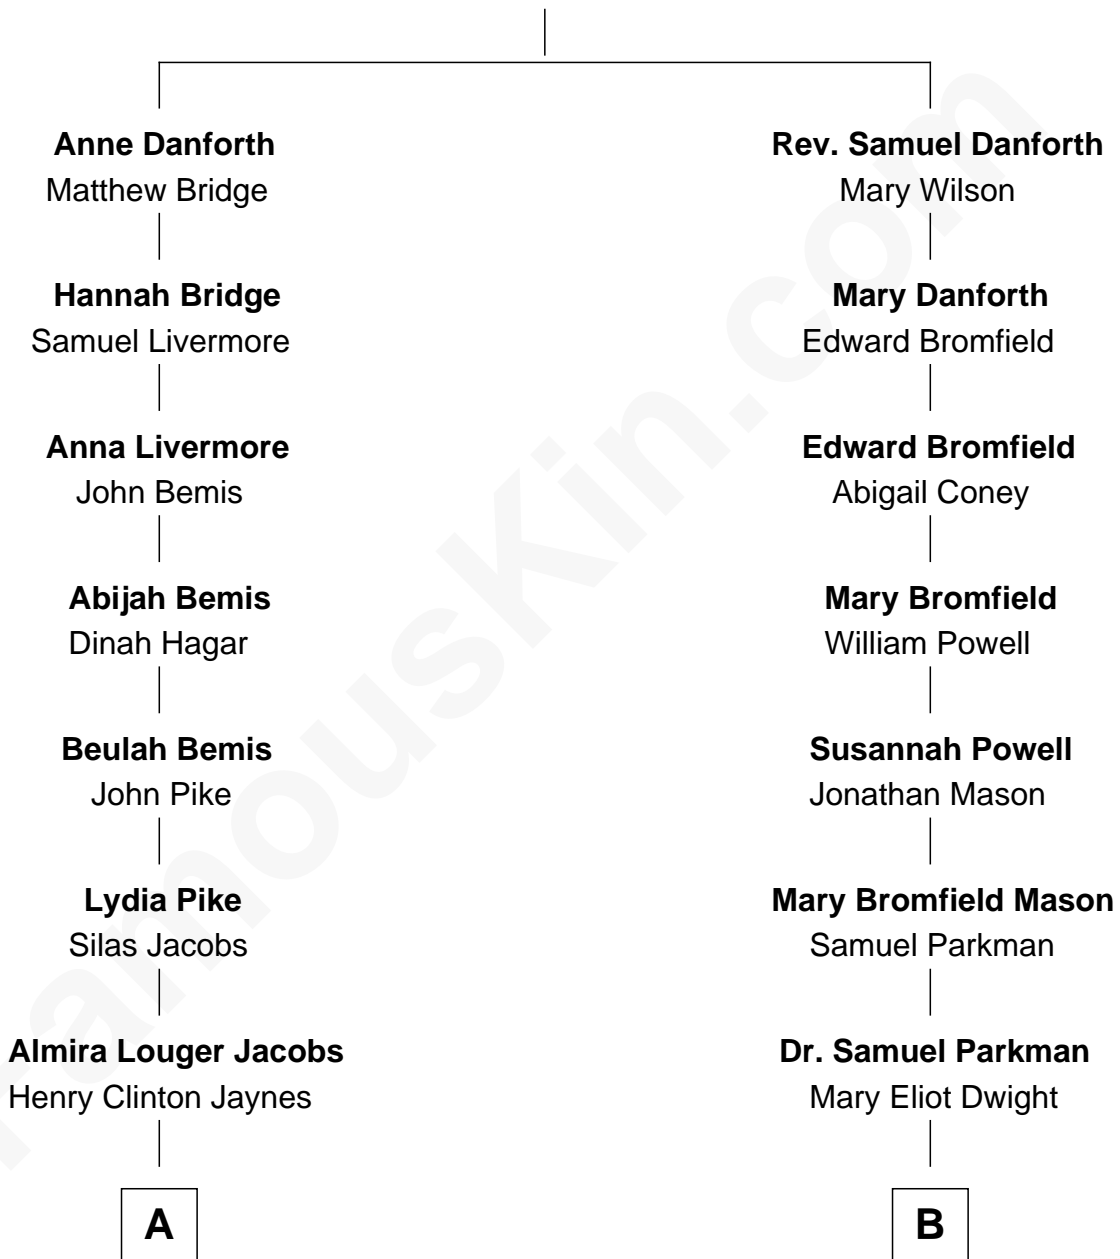 Anne Danforth
Matthew Bridge
Hannah Bridge
Samuel Livermore
Anna Livermore
John Bemis
Abijah Bemis
Dinah Hagar
Beulah Bemis
John Pike
Lydia Pike
Silas Jacobs
Almira Louger Jacobs
Henry Clinton Jaynes
A
Rev. Samuel Danforth
Mary Wilson
Mary Danforth
Edward Bromfield
Edward Bromfield
Abigail Coney
Mary Bromfield
William Powell
Susannah Powell
Jonathan Mason
Mary Bromfield Mason
Samuel Parkman
Dr. Samuel Parkman
Mary Eliot Dwight
B
FamousKin.com